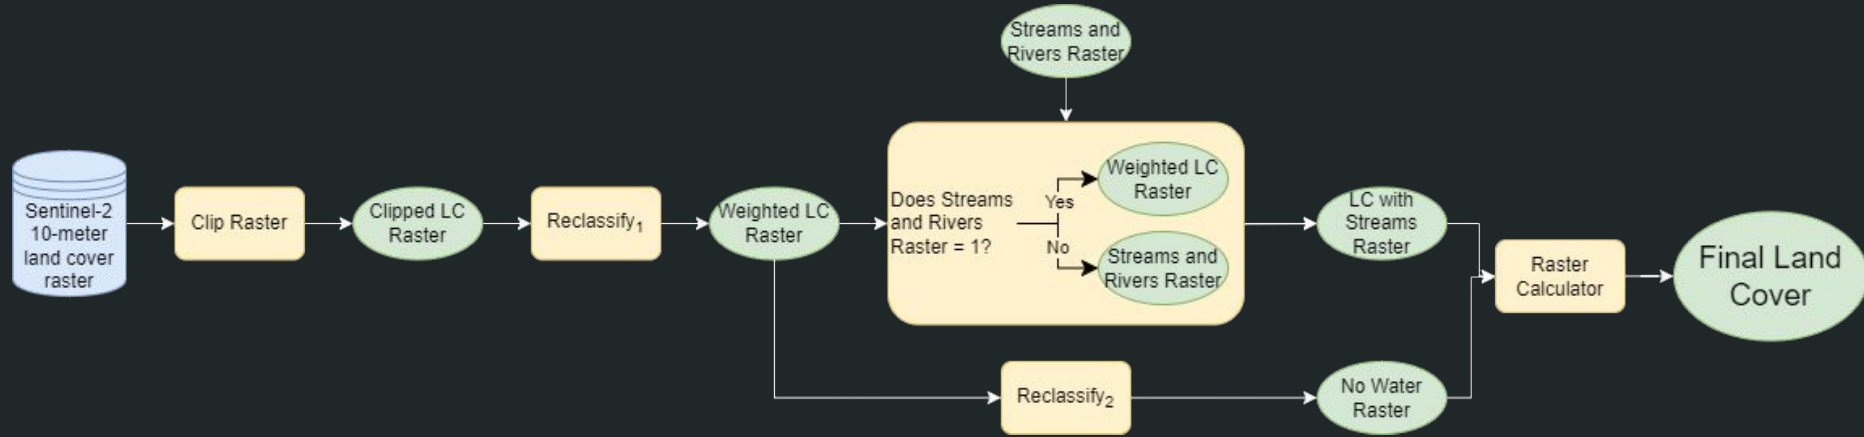 Streams and
Rivers Raster
Sentinel-2
10-meter
land cover
raster
Clip Raster
Clipped LC
Raster
Reclassify1
Weighted LC
Raster
Does Streams
and Rivers
Raster = 1?
Yes
No
Weighted LC
Raster
Streams and
Rivers Raster
LC with
Streams
Raster
Reclassify2
No Water
Raster
Raster
Calculator
Final Land
Cover